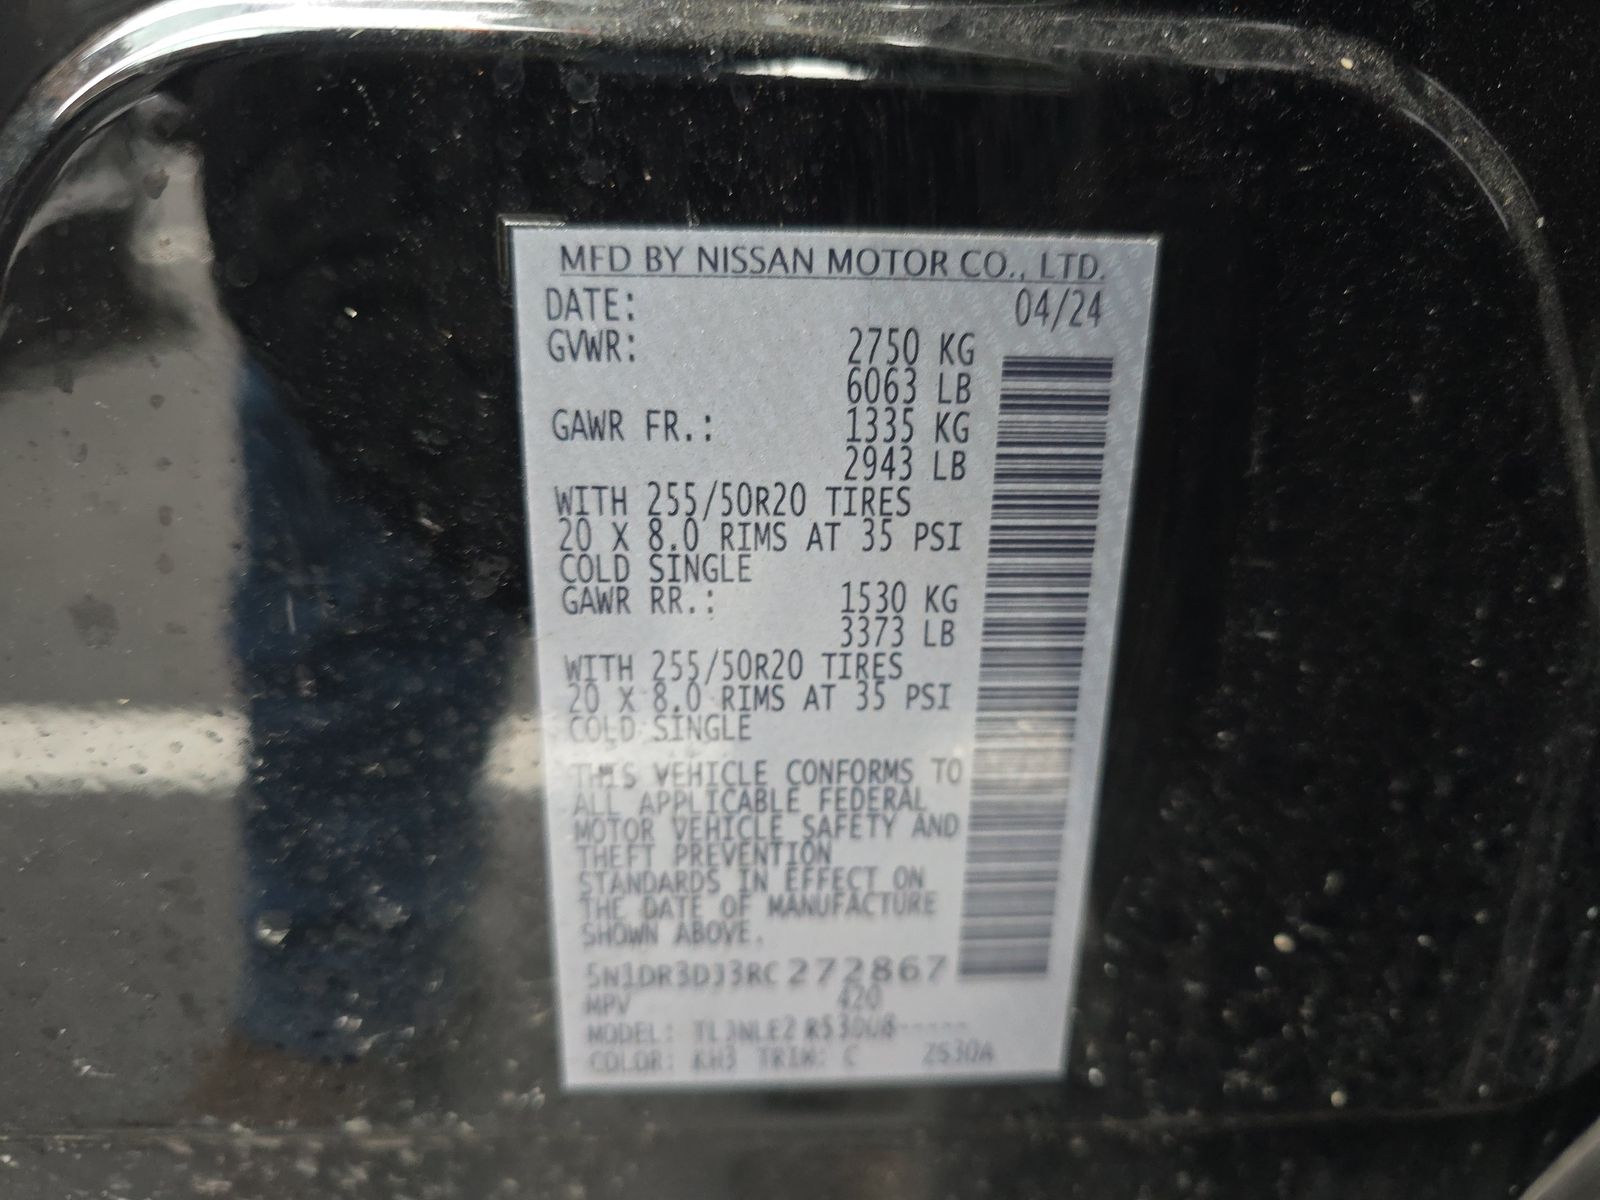 MFD BY NISSAN MOTOR CO., LTD.
DATE: 04/24
GVWR: 2750 KG
6063 LB
GAWR FR.: 1335 KG
2943 LB
WITH 255/50R20 TIRES
20 X 8.0 RIMS AT 35 PSI
COLD SINGLE
GAWR RR.: 1530 KG
3373 LB
WITH 255/50R20 TIRES
20 X 8.0 RIMS AT 35 PSI
COLD SINGLE
THIS VEHICLE CONFORMS TO
ALL APPLICABLE FEDERAL
MOTOR VEHICLE SAFETY AND
THEFT PREVENTION
STANDARDS IN EFFECT ON
THE DATE OF MANUFACTURE
SHOWN ABOVE.
5N1DR3DJ3RC272867
MPV 420
MODEL:
COLOR: KH3 TRIM: C